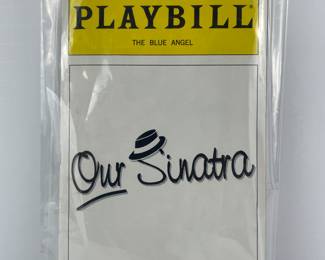 PLAYBILL®
THE BLUE ANGEL
Our Sinatra